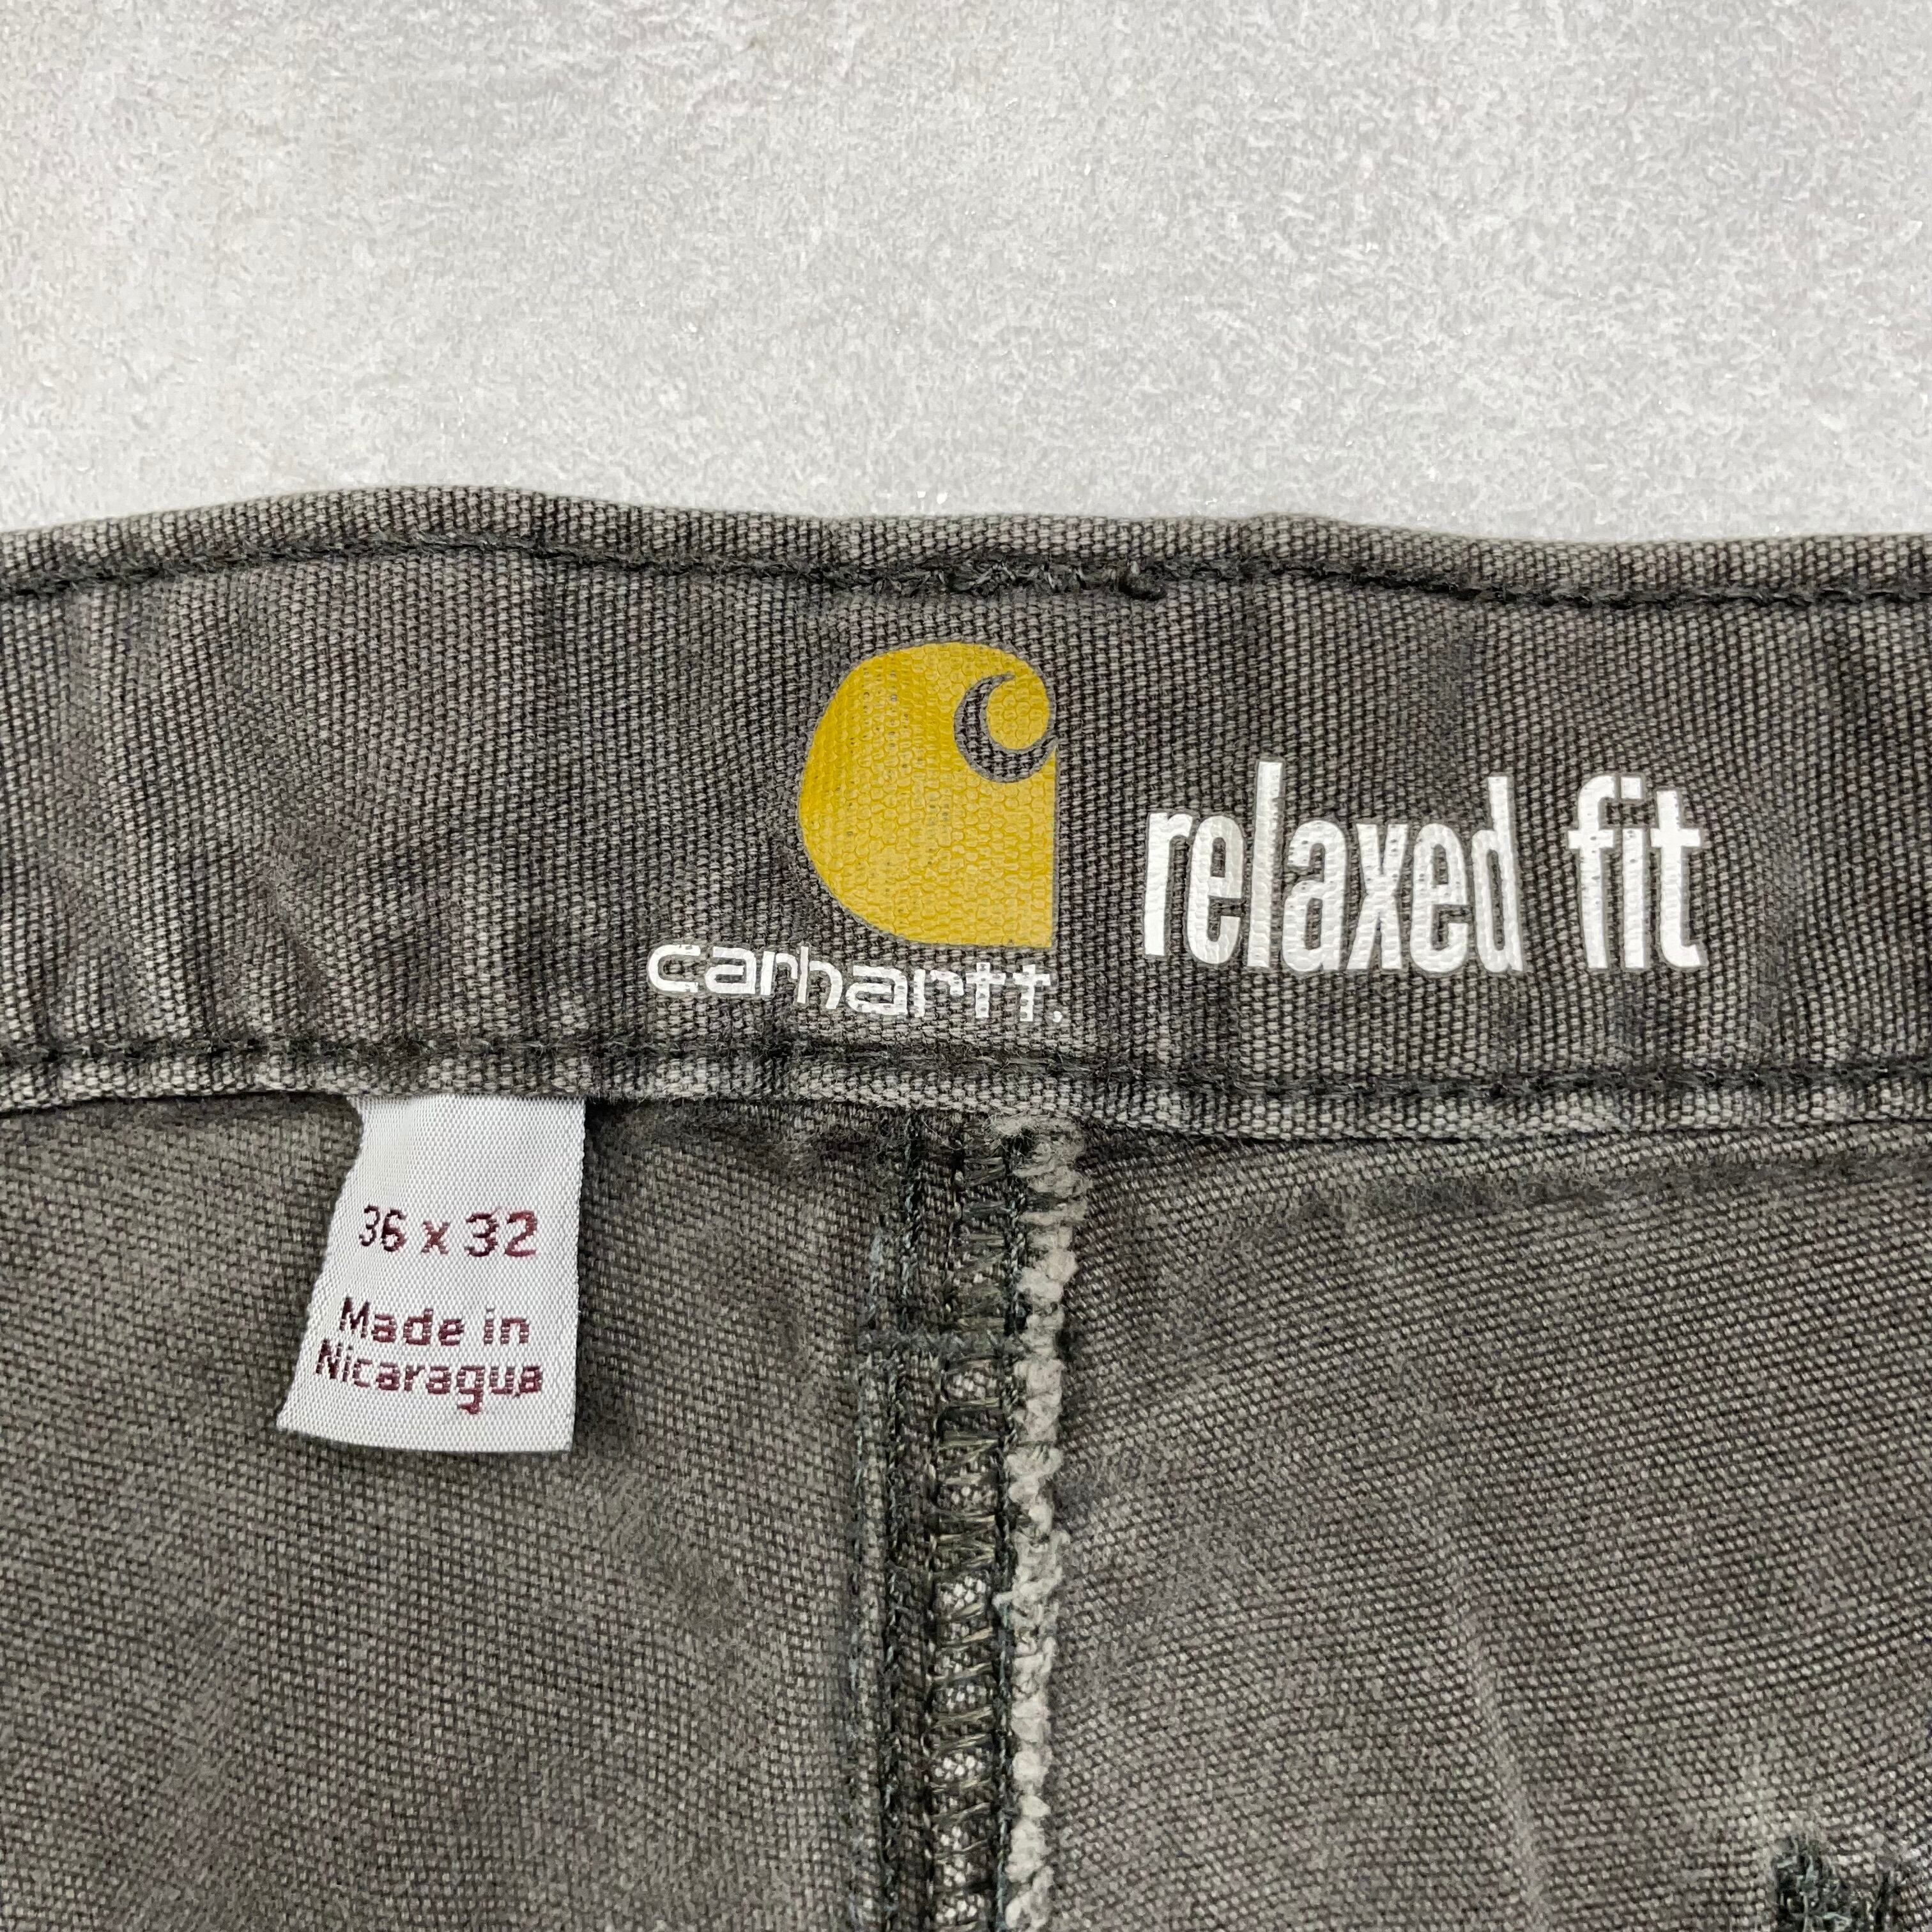 relaxed fit
carhartt.
36 x 32
Made in
Nicaragua